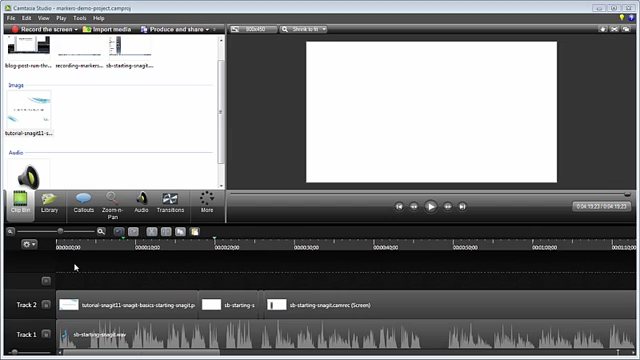 Camtasia Studio - markers-demo-project.camproj
File Edit View Play Tools Help
Record the screen Import media Produce and share
800x450 Shrink to fit
blog-post-run-thr... recording-markers... sb-starting-snagit....
Image
tutorial-snagit11-s...
Audio
Clip Bin Library Callouts Zoom-n-Pan Audio Transitions More
0:04:19;23 / 0:04:19;23
00:00:10;00 00:00:20;00 00:00:30;00 00:00:40;00 00:00:50;00 00:01:00;00
Track 2 tutorial-snagit11-snagit-basics-starting-snagit.p sb-starting-s sb-starting-snagit.camrec (Screen)
Track 1 sb-starting-snagit.wav